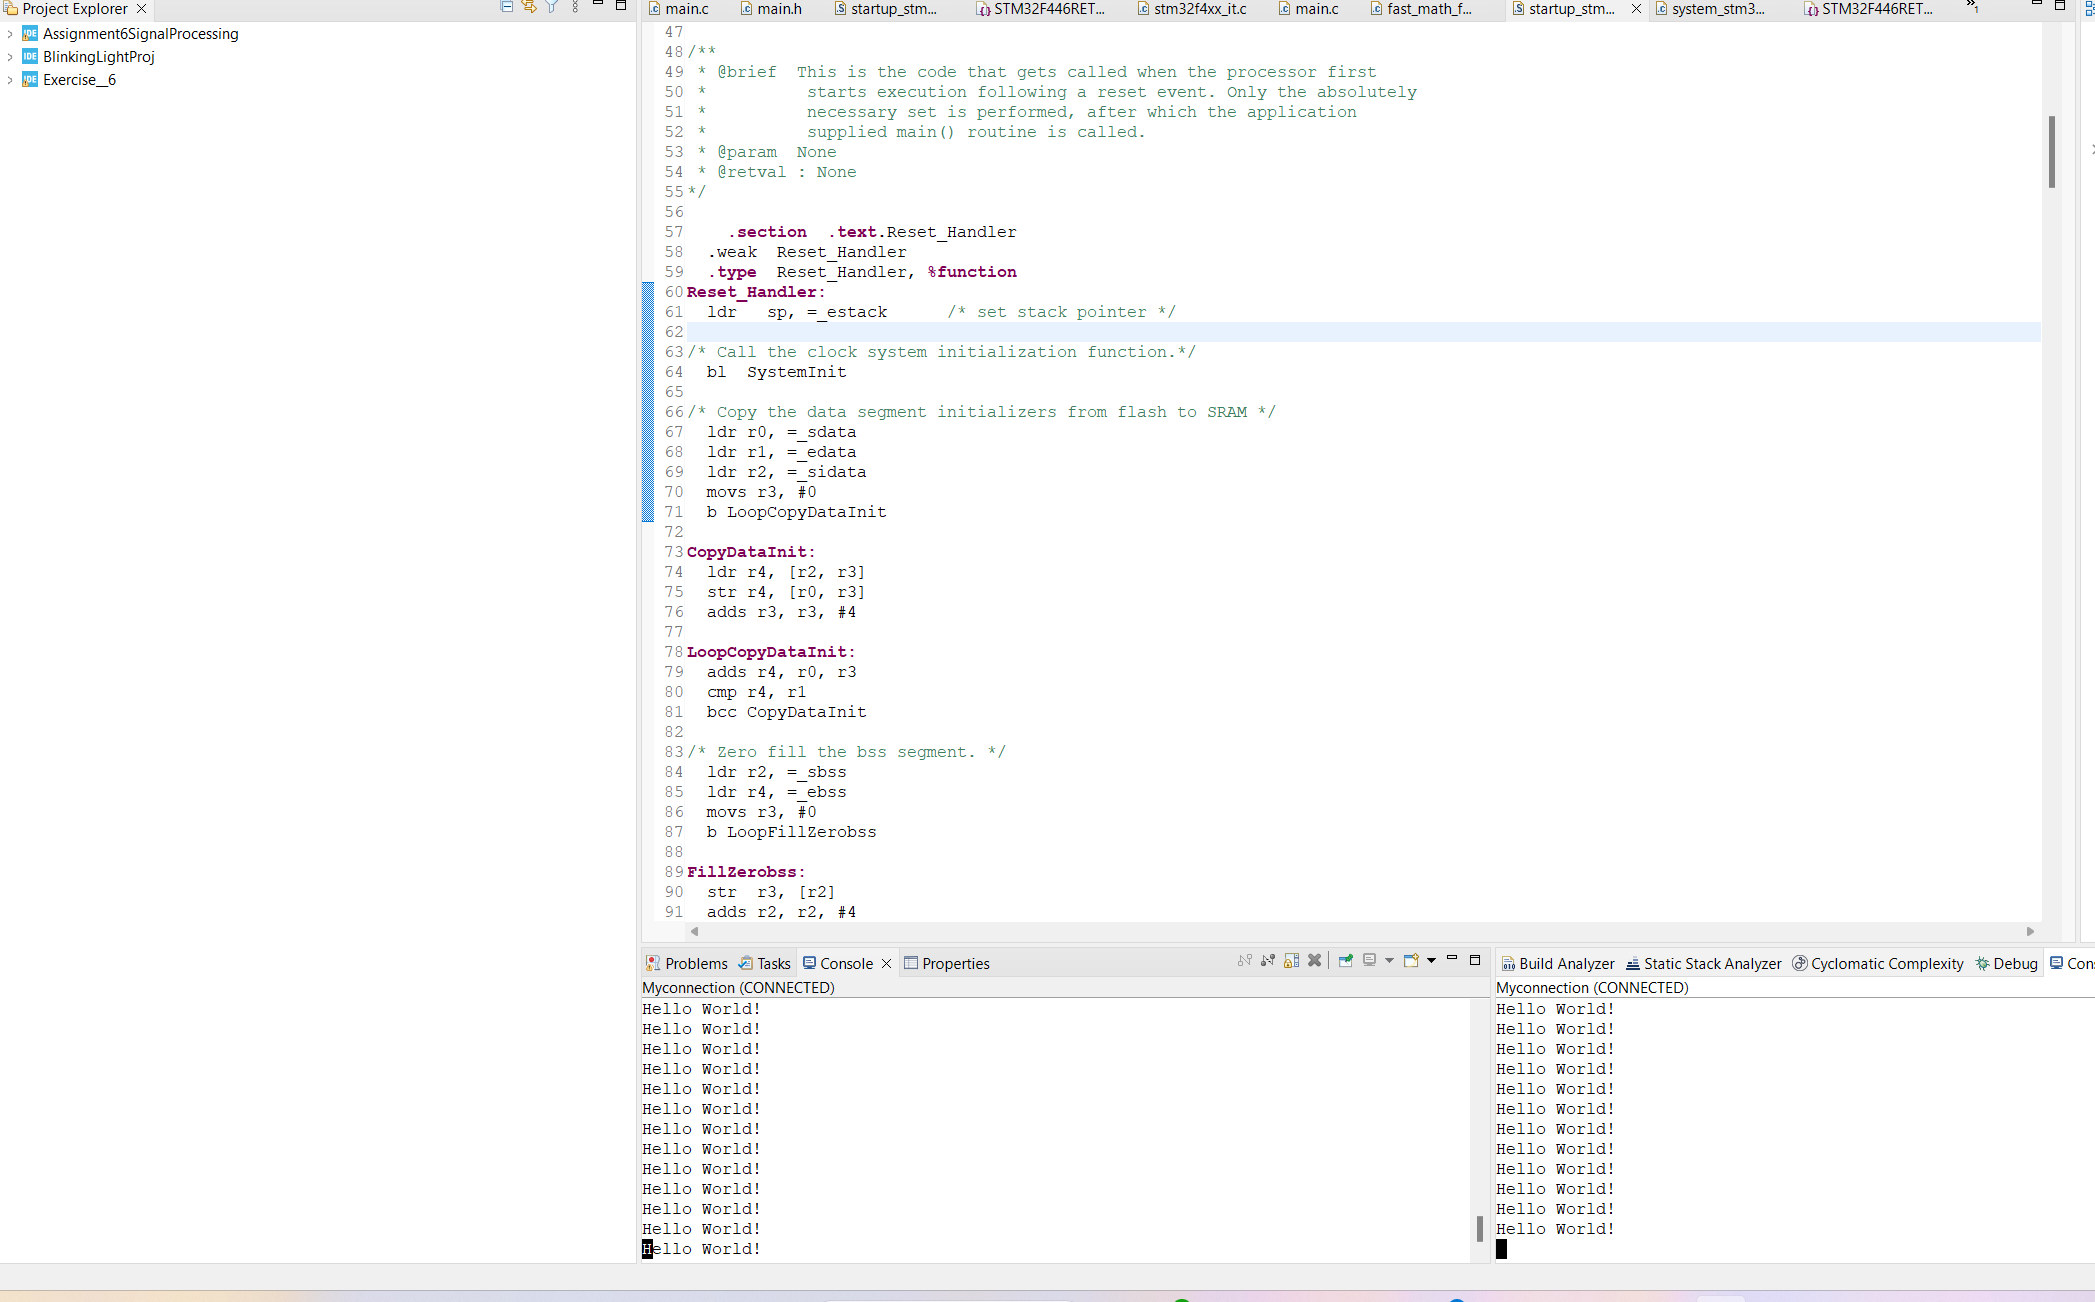 Project Explorer
Assignment6SignalProcessing
BlinkingLightProj
Exercise__6
main.c main.h startup_stm... STM32F446RET... stm32f4xx_it.c main.c fast_math_f... startup_stm... system_stm3... STM32F446RET... »1
47
48 /**
49  * @brief  This is the code that gets called when the processor first
50  *          starts execution following a reset event. Only the absolutely
51  *          necessary set is performed, after which the application
52  *          supplied main() routine is called.
53  * @param  None
54  * @retval : None
55 */
56
57     .section  .text.Reset_Handler
58   .weak  Reset_Handler
59   .type  Reset_Handler, %function
60 Reset_Handler:
61   ldr   sp, =_estack      /* set stack pointer */
62
63 /* Call the clock system initialization function.*/
64   bl  SystemInit
65
66 /* Copy the data segment initializers from flash to SRAM */
67   ldr r0, =_sdata
68   ldr r1, =_edata
69   ldr r2, =_sidata
70   movs r3, #0
71   b LoopCopyDataInit
72
73 CopyDataInit:
74   ldr r4, [r2, r3]
75   str r4, [r0, r3]
76   adds r3, r3, #4
77
78 LoopCopyDataInit:
79   adds r4, r0, r3
80   cmp r4, r1
81   bcc CopyDataInit
82
83 /* Zero fill the bss segment. */
84   ldr r2, =_sbss
85   ldr r4, =_ebss
86   movs r3, #0
87   b LoopFillZerobss
88
89 FillZerobss:
90   str  r3, [r2]
91   adds r2, r2, #4
Problems Tasks Console Properties
Myconnection (CONNECTED)
Hello World!
Hello World!
Hello World!
Hello World!
Hello World!
Hello World!
Hello World!
Hello World!
Hello World!
Hello World!
Hello World!
Hello World!
Hello World!
Build Analyzer Static Stack Analyzer Cyclomatic Complexity Debug Con
Myconnection (CONNECTED)
Hello World!
Hello World!
Hello World!
Hello World!
Hello World!
Hello World!
Hello World!
Hello World!
Hello World!
Hello World!
Hello World!
Hello World!